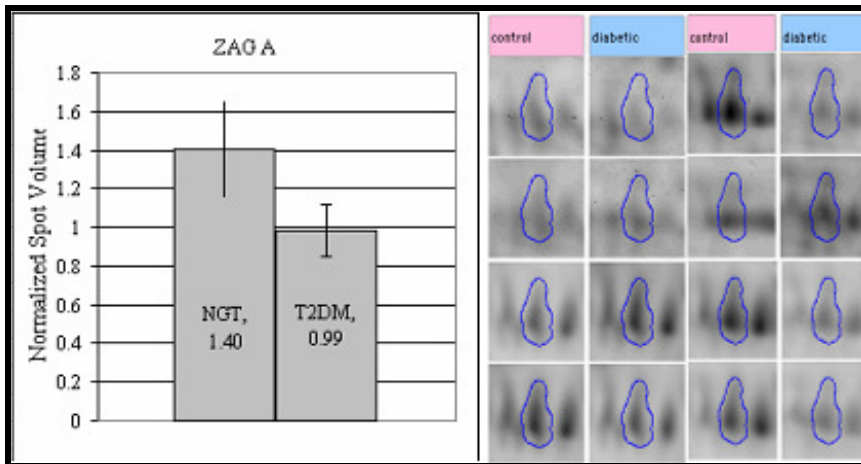 ZAG A
Normalized Spot Volume
1.8
1.6
1.4
1.2
1
0.8
0.6
0.4
0.2
0
NGT,
1.40
T2DM,
0.99
control diabetic control diabetic